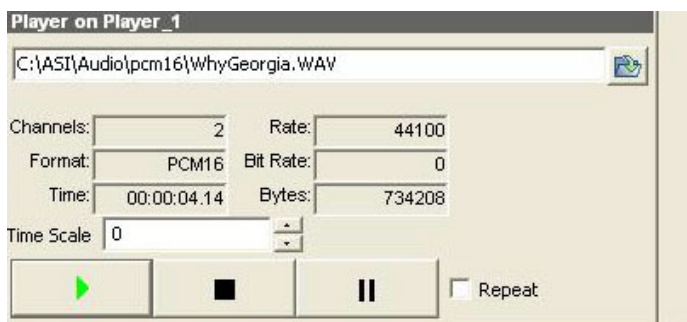 Player on Player_1
C:\ASI\Audio\pcm16\WhyGeorgia.WAV
Channels: 2 Rate: 44100
Format: PCM16 Bit Rate: 0
Time: 00:00:04.14 Bytes: 734208
Time Scale 0
Repeat